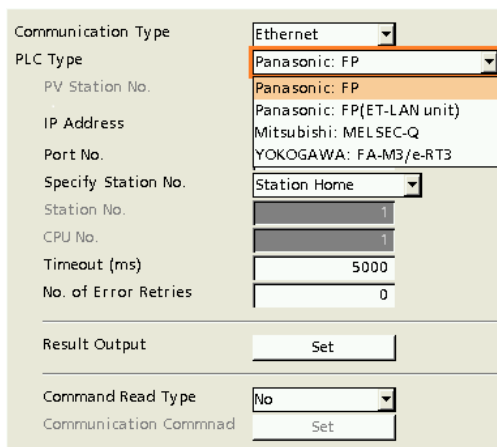 Communication Type Ethernet
PLC Type Panasonic: FP
PV Station No. Panasonic: FP
Panasonic: FP(ET-LAN unit)
IP Address Mitsubishi: MELSEC-Q
Port No. YOKOGAWA: FA-M3/e-RT3
Specify Station No. Station Home
Station No. 1
CPU No. 1
Timeout (ms) 5000
No. of Error Retries 0
Result Output Set
Command Read Type No
Communication Commnad Set